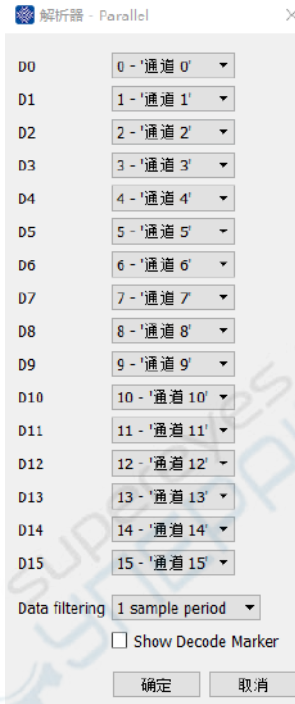 解析器 - Parallel
D0 0 - '通道 0'
D1 1 - '通道 1'
D2 2 - '通道 2'
D3 3 - '通道 3'
D4 4 - '通道 4'
D5 5 - '通道 5'
D6 6 - '通道 6'
D7 7 - '通道 7'
D8 8 - '通道 8'
D9 9 - '通道 9'
D10 10 - '通道 10'
D11 11 - '通道 11'
D12 12 - '通道 12'
D13 13 - '通道 13'
D14 14 - '通道 14'
D15 15 - '通道 15'
Data filtering 1 sample period
Show Decode Marker
确定 取消
supereyes